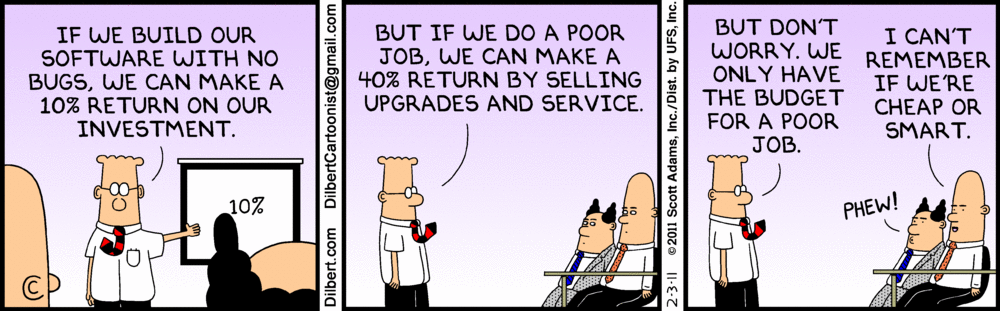 IF WE BUILD OUR
SOFTWARE WITH NO
BUGS, WE CAN MAKE A
10% RETURN ON OUR
INVESTMENT.
10%
Dilbert.com DilbertCartoonist@gmail.com
BUT IF WE DO A POOR
JOB, WE CAN MAKE A
40% RETURN BY SELLING
UPGRADES AND SERVICE.
2-3-11 ©2011 Scott Adams, Inc./Dist. by UFS, Inc.
BUT DON'T
WORRY. WE
ONLY HAVE
THE BUDGET
FOR A POOR
JOB.
PHEW!
I CAN'T
REMEMBER
IF WE'RE
CHEAP OR
SMART.